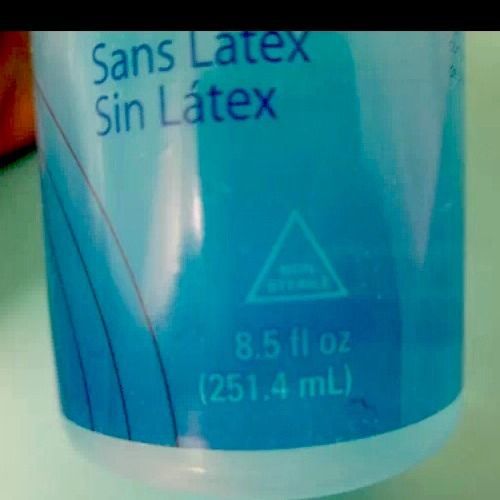 Sans Latex
Sin Látex
NON
STERILE
8.5 fl oz
(251.4 mL)